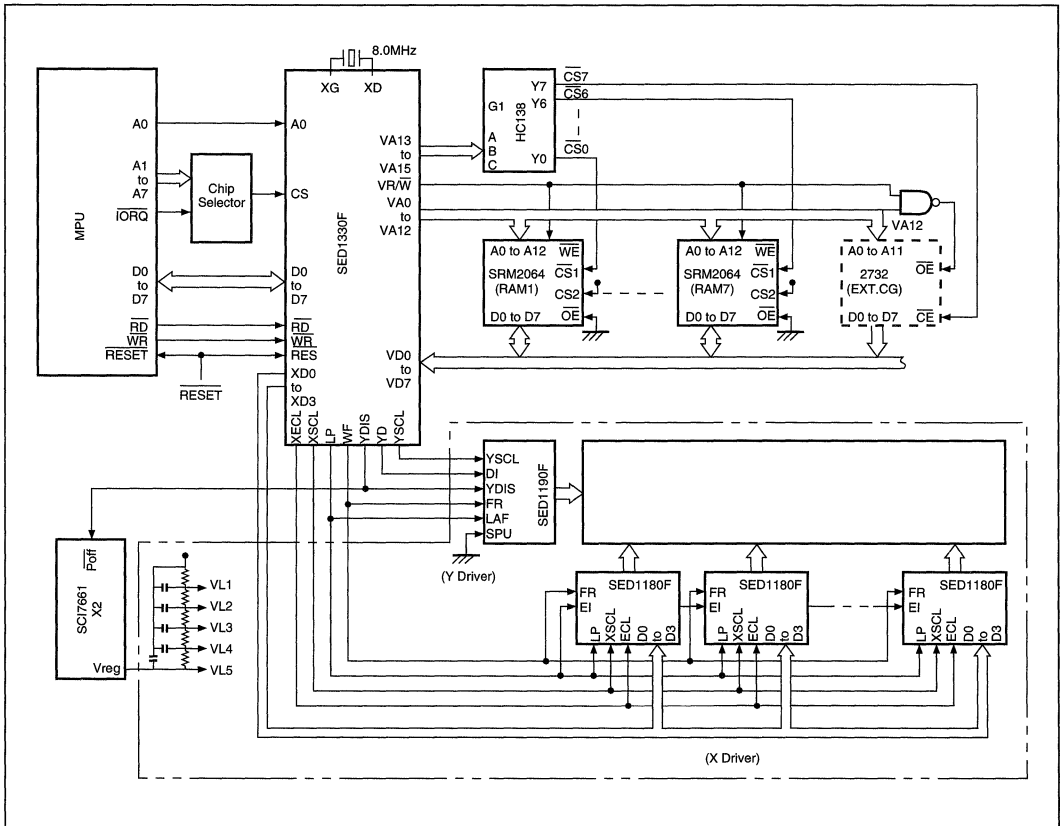 8.0MHz
XG XD
MPU
A0
A1
to
A7
IORQ
D0
to
D7
RD
WR
RESET
RESET
Chip
Selector
SED1330F
A0
CS
D0
to
D7
RD
WR
RES
XD0
to
XD3
VA13
to
VA15
VR/W
VA0
to
VA12
VD0
to
VD7
XECL
XSCL
LP
WF
YDIS
YD
YSCL
HC138
G1
A
B
C
Y7
Y6
Y0
CS7
CS6
CS0
VA12
A0 to A12 WE
SRM2064 CS1
(RAM1)
CS2
D0 to D7 OE
A0 to A12 WE
SRM2064 CS1
(RAM7)
CS2
D0 to D7 OE
A0 to A11
2732 OE
(EXT.CG)
D0 to D7 CE
YSCL
DI
YDIS
FR
LAF
SPU
SED1190F
(Y Driver)
SCI7661
X2
Poff
Vreg
VL1
VL2
VL3
VL4
VL5
SED1180F
FR
EI
LP
XSCL
ECL
D0
to
D3
SED1180F
FR
EI
LP
XSCL
ECL
D0
to
D3
SED1180F
FR
EI
LP
XSCL
ECL
D0
to
D3
(X Driver)